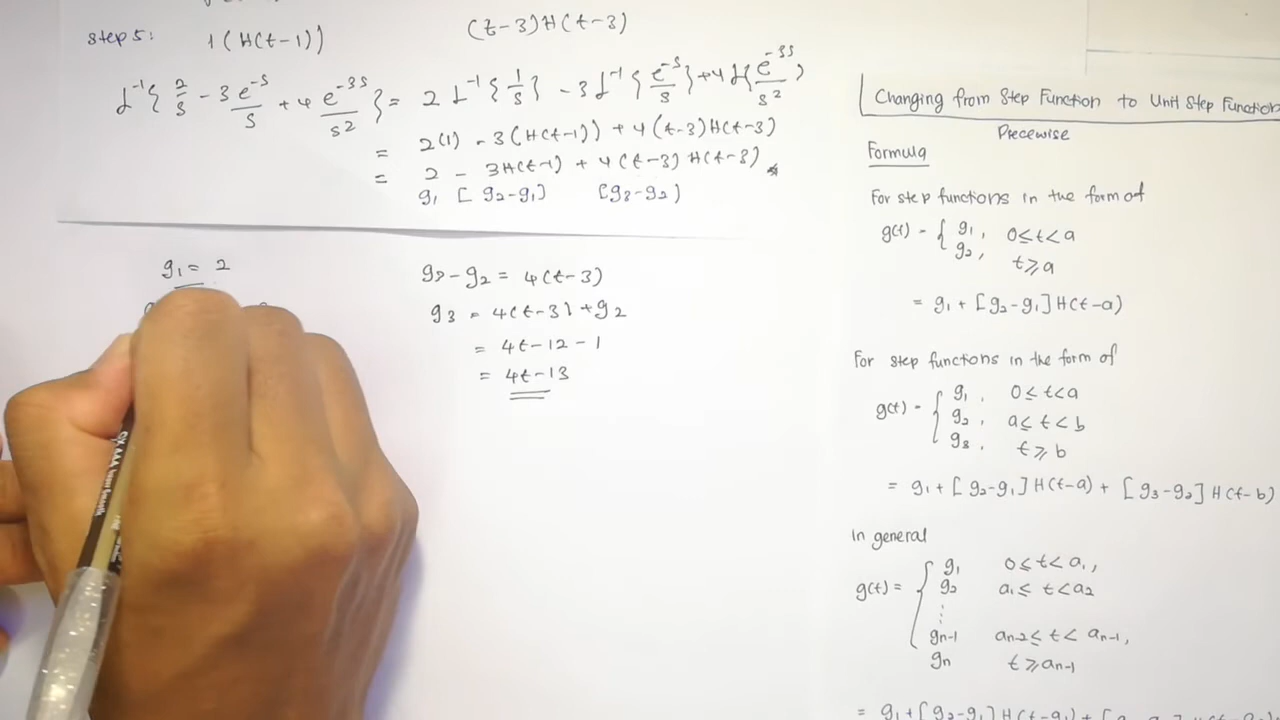 step 5: 1(H(t-1)) (t-3)H(t-3)
L⁻¹{ 2/s - 3 e^-s/s + 4 e^-3s/s² } = 2 L⁻¹{ 1/s } - 3 L⁻¹{ e^-s/s } + 4 L{ e^-3s/s² }
= 2(1) - 3(H(t-1)) + 4(t-3)H(t-3)
= 2 - 3H(t-1) + 4(t-3)H(t-3)
g₁ [g₂-g₁] [g₃-g₂]
g₁ = 2
g₃ - g₂ = 4(t-3)
g₃ = 4(t-3)+g₂
= 4t-12-1
= 4t-13
Changing from Step Function to Unit Step Function
Piecewise
Formula
For step functions in the form of
g(t) = { g₁, 0≤t<a
g₂, t≥a
= g₁ + [g₂-g₁]H(t-a)
For step functions in the form of
g(t) = { g₁, 0≤t<a
g₂, a≤t<b
g₃, t≥b
= g₁+[g₂-g₁]H(t-a) + [g₃-g₂]H(t-b)
In general
g(t) = { g₁ 0≤t<a₁,
g₂ a₁≤t<a₂
⋮
gn-1 an-2≤t<an-1,
gn t≥an-1
= g₁+[g₂-g₁]H(t-a₁)+[